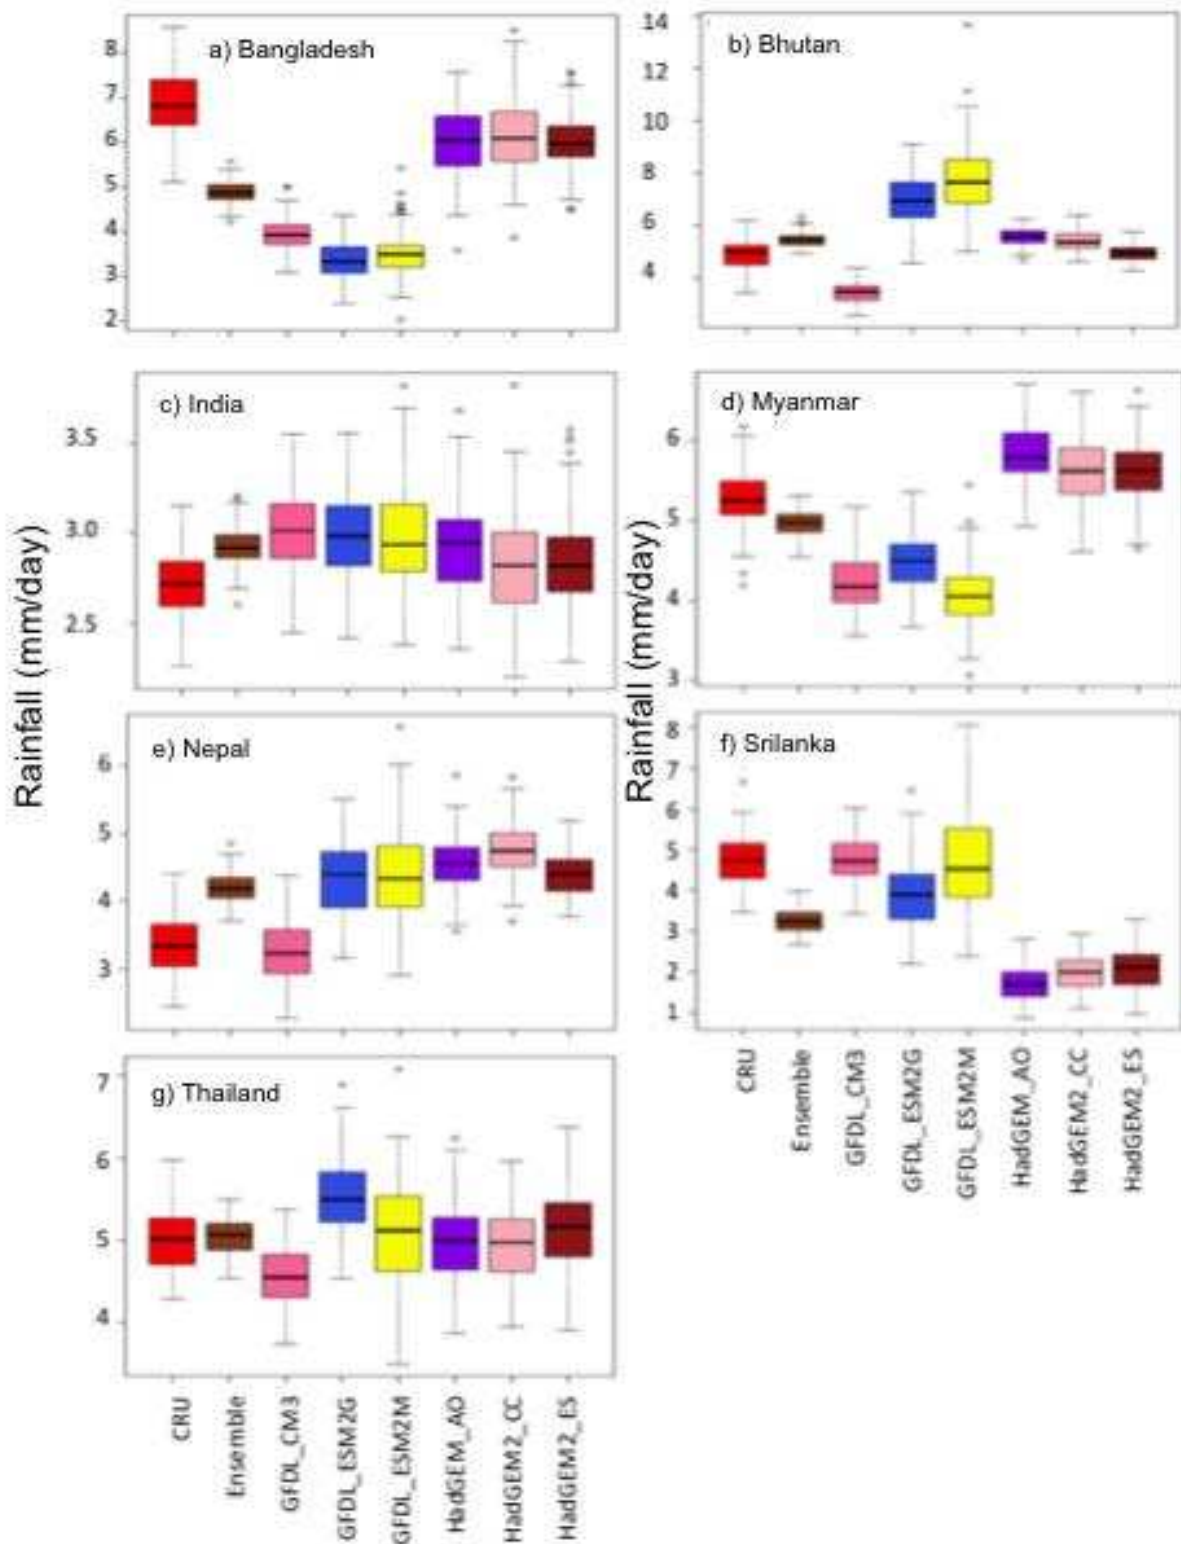 a) Bangladesh
8
7
6
5
4
3
2
b) Bhutan
14
12
10
8
6
4
c) India
3.5
3.0
2.5
d) Myanmar
6
5
4
3
Rainfall (mm/day)
Rainfall (mm/day)
e) Nepal
6
5
4
3
f) Srilanka
8
7
6
5
4
3
2
1
CRU
Ensemble
GFDL_CM3
GFDL_ESM2G
GFDL_ESM2M
HadGEM_AO
HadGEM2_CC
HadGEM2_ES
g) Thailand
7
6
5
4
CRU
Ensemble
GFDL_CM3
GFDL_ESM2G
GFDL_ESM2M
HadGEM_AO
HadGEM2_CC
HadGEM2_ES